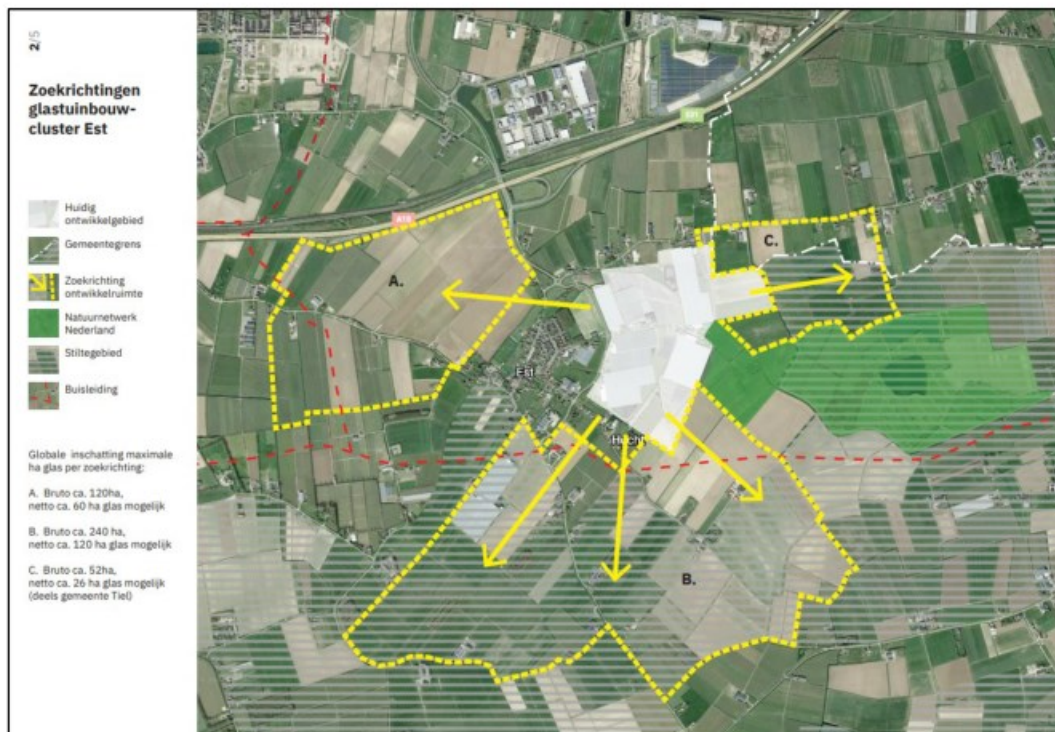 2/5
Zoekrichtingen
glastuinbouw-
cluster Est
Huidig
ontwikkelgebied
Gemeentegrens
Zoekrichting
ontwikkelruimte
Natuurnetwerk
Nederland
Stiltegebied
Buisleiding
Globale inschatting maximale
ha glas per zoekrichting:
A. Bruto ca. 120ha,
netto ca. 60 ha glas mogelijk
B. Bruto ca. 240 ha,
netto ca. 120 ha glas mogelijk
C. Bruto ca. 52ha,
netto ca. 26 ha glas mogelijk
(deels gemeente Tiel)
A15
A.
C.
Est
B.